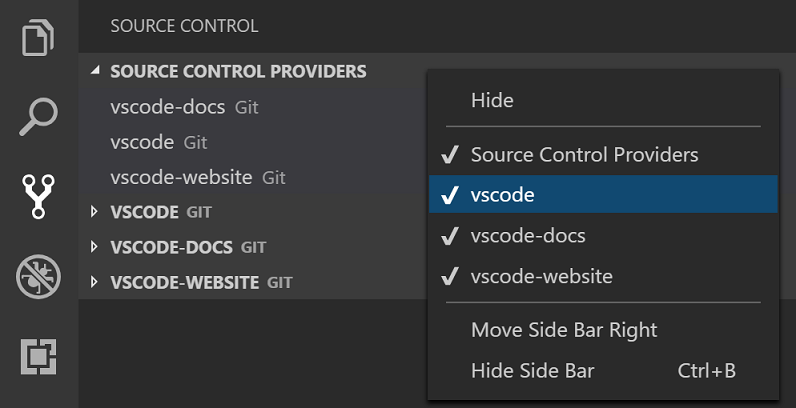 SOURCE CONTROL
SOURCE CONTROL PROVIDERS
vscode-docs Git
vscode Git
vscode-website Git
VSCODE GIT
VSCODE-DOCS GIT
VSCODE-WEBSITE GIT
Hide
Source Control Providers
vscode
vscode-docs
vscode-website
Move Side Bar Right
Hide Side Bar Ctrl+B